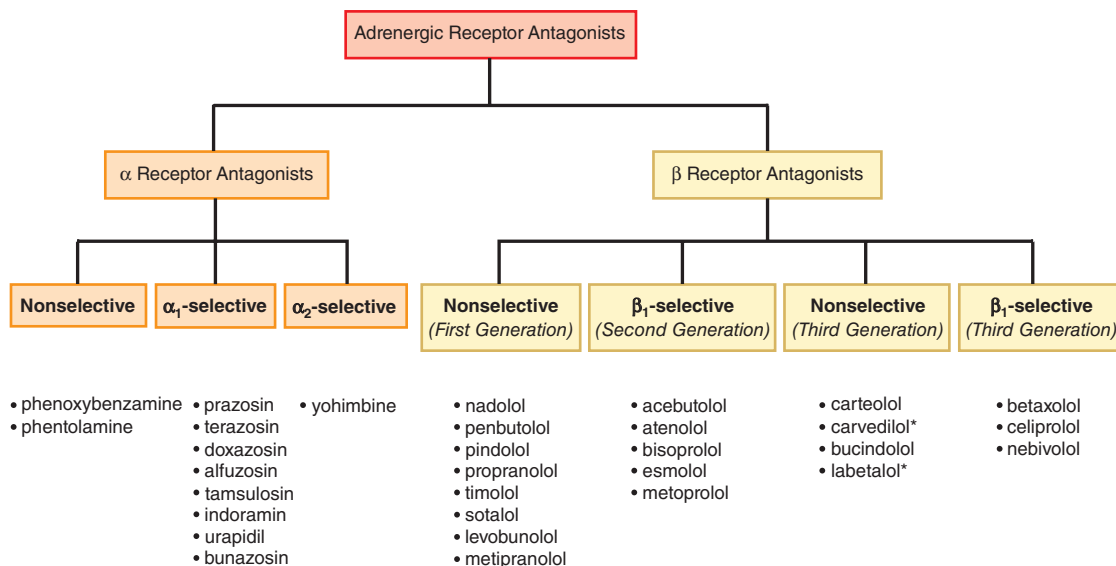 Adrenergic Receptor Antagonists
α Receptor Antagonists
β Receptor Antagonists
Nonselective
α₁-selective
α₂-selective
Nonselective
(First Generation)
β₁-selective
(Second Generation)
Nonselective
(Third Generation)
β₁-selective
(Third Generation)
• phenoxybenzamine
• phentolamine
• prazosin
• terazosin
• doxazosin
• alfuzosin
• tamsulosin
• indoramin
• urapidil
• bunazosin
• yohimbine
• nadolol
• penbutolol
• pindolol
• propranolol
• timolol
• sotalol
• levobunolol
• metipranolol
• acebutolol
• atenolol
• bisoprolol
• esmolol
• metoprolol
• carteolol
• carvedilol*
• bucindolol
• labetalol*
• betaxolol
• celiprolol
• nebivolol